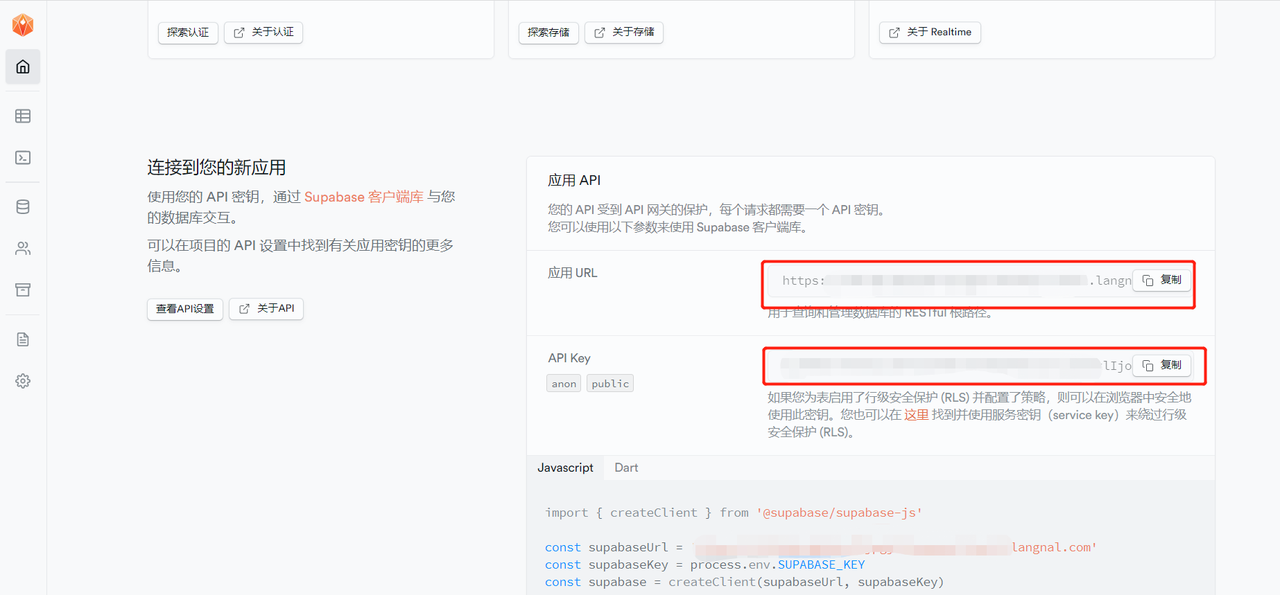 探索认证
关于认证
探索存储
关于存储
关于 Realtime
连接到您的新应用
使用您的 API 密钥，通过 Supabase 客户端库 与您
的数据库交互。
可以在项目的 API 设置中找到有关应用密钥的更多
信息。
查看API设置
关于API
应用 API
您的 API 受到 API 网关的保护，每个请求都需要一个 API 密钥。
您可以使用以下参数来使用 Supabase 客户端库。
应用 URL
https: .langn
复制
用于查询和管理数据库的 RESTful 根路径。
API Key
anon
public
lIjo
复制
如果您为表启用了行级安全保护 (RLS) 并配置了策略，则可以在浏览器中安全地
使用此密钥。您也可以在 这里 找到并使用服务密钥（service key）来绕过行级
安全保护 (RLS)。
Javascript
Dart
import { createClient } from '@supabase/supabase-js'
const supabaseUrl = langnal.com'
const supabaseKey = process.env.SUPABASE_KEY
const supabase = createClient(supabaseUrl, supabaseKey)